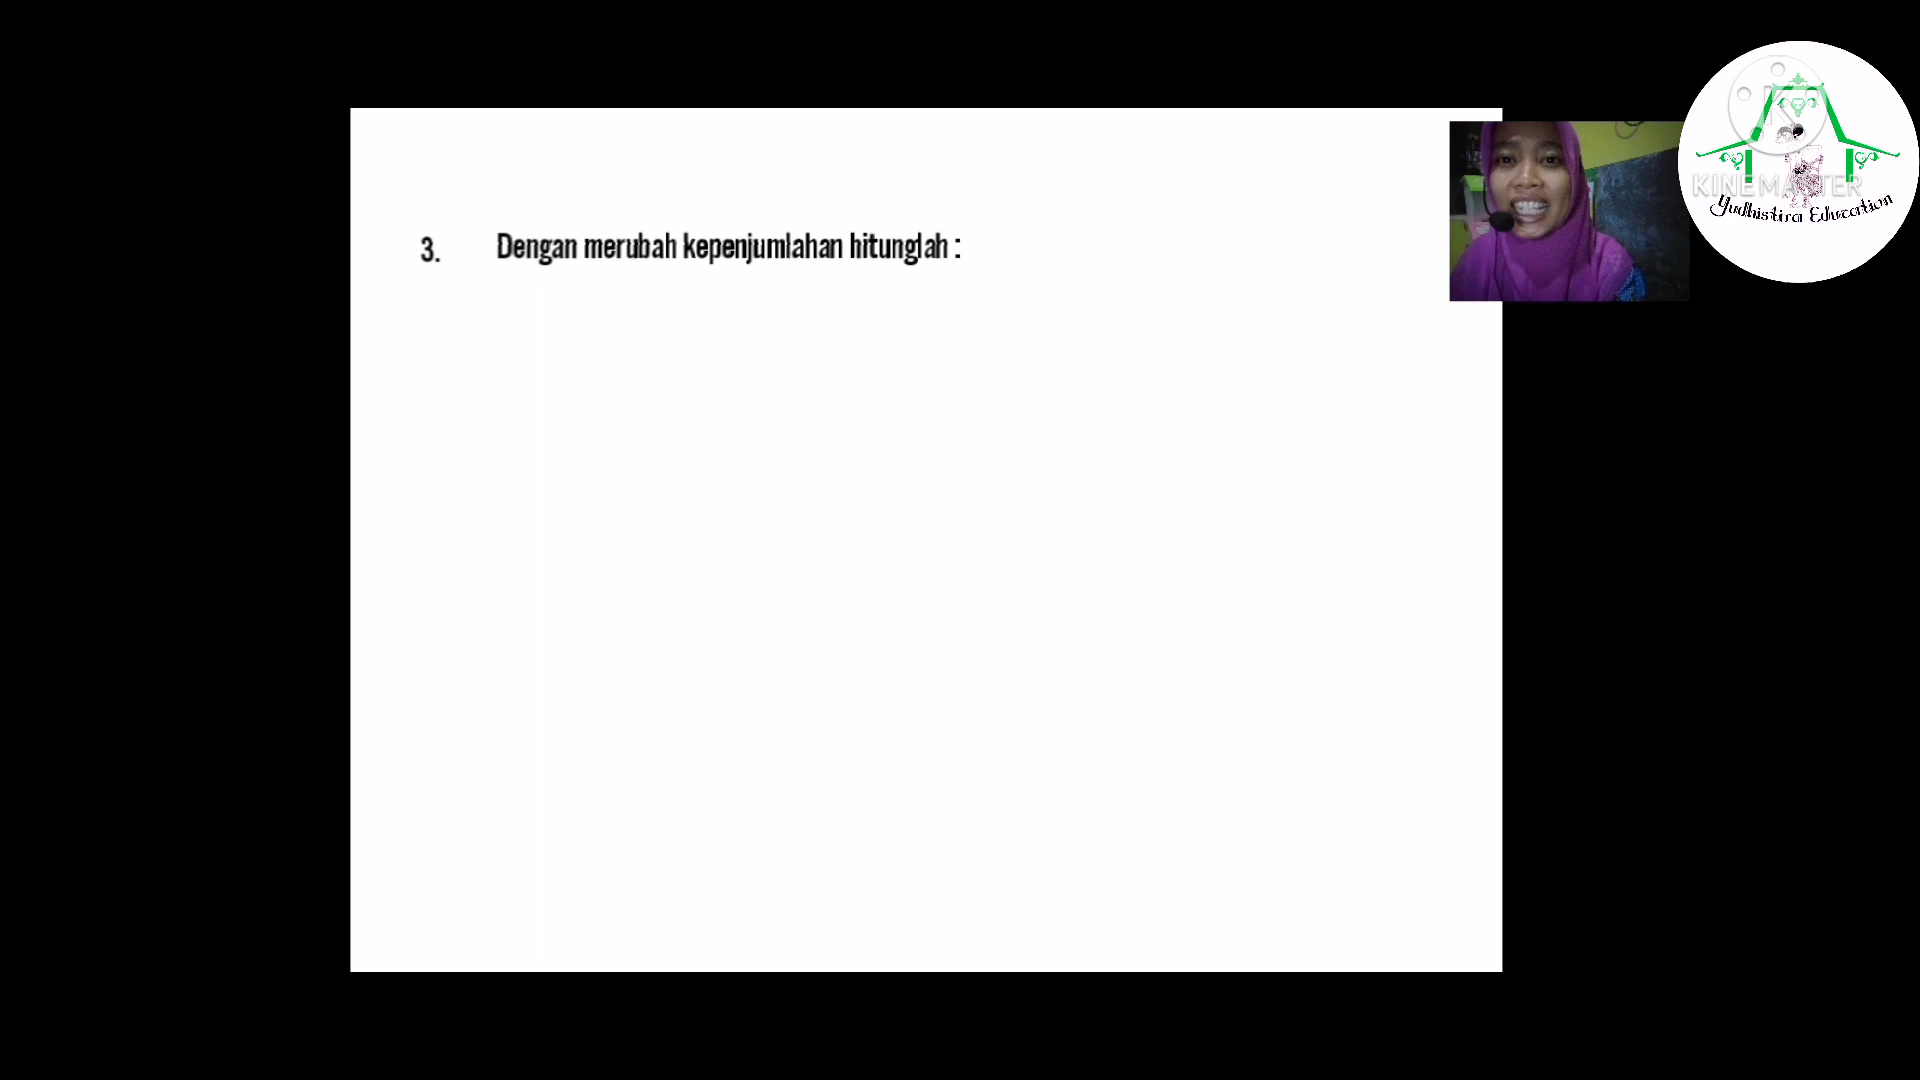 3. Dengan merubah kepenjumlahan hitunglah :
KINEMASTER
Yudhistira Education